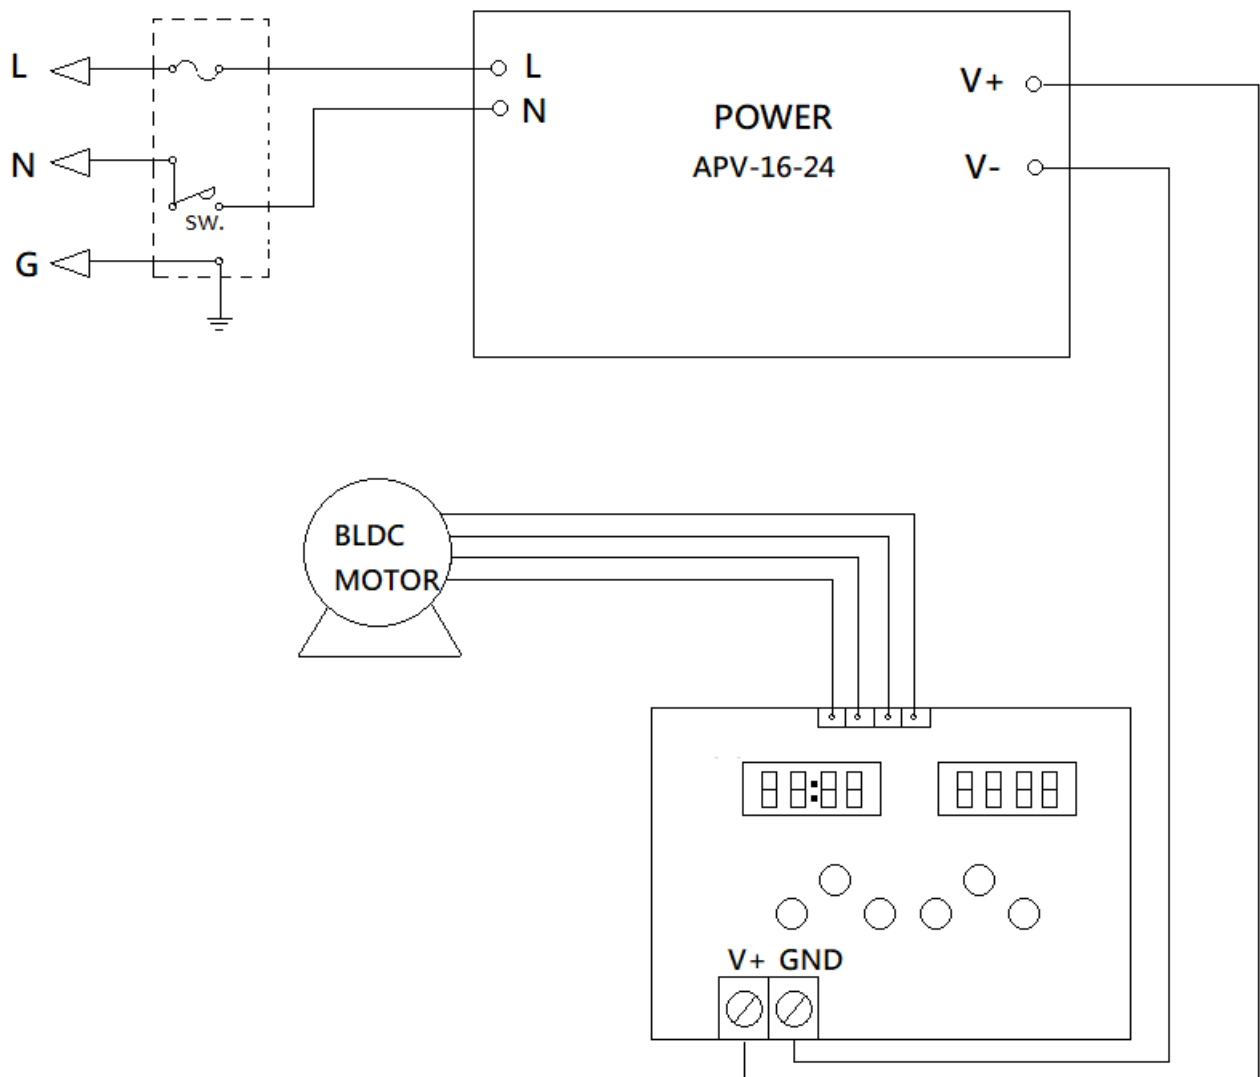 L
L
V+
N
POWER
N
APV-16-24
V-
SW.
G
BLDC
MOTOR
V+ GND